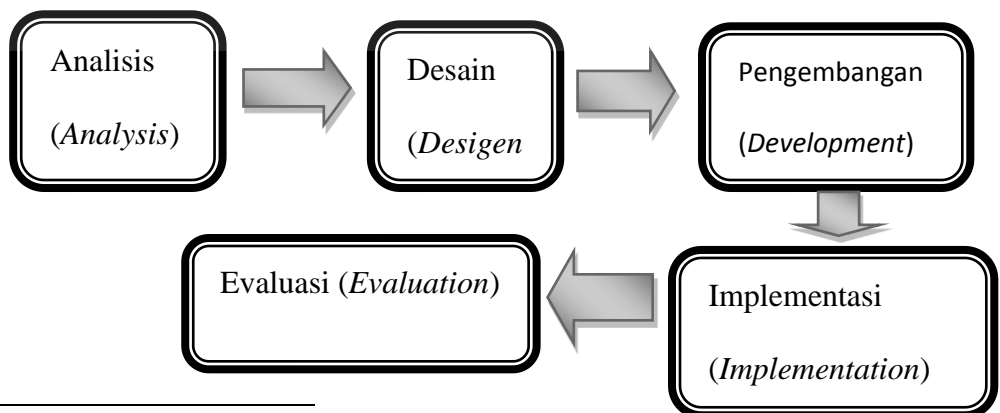 Analisis
(Analysis)
Desain
(Desigen
Pengembangan
(Development)
Implementasi
(Implementation)
Evaluasi (Evaluation)